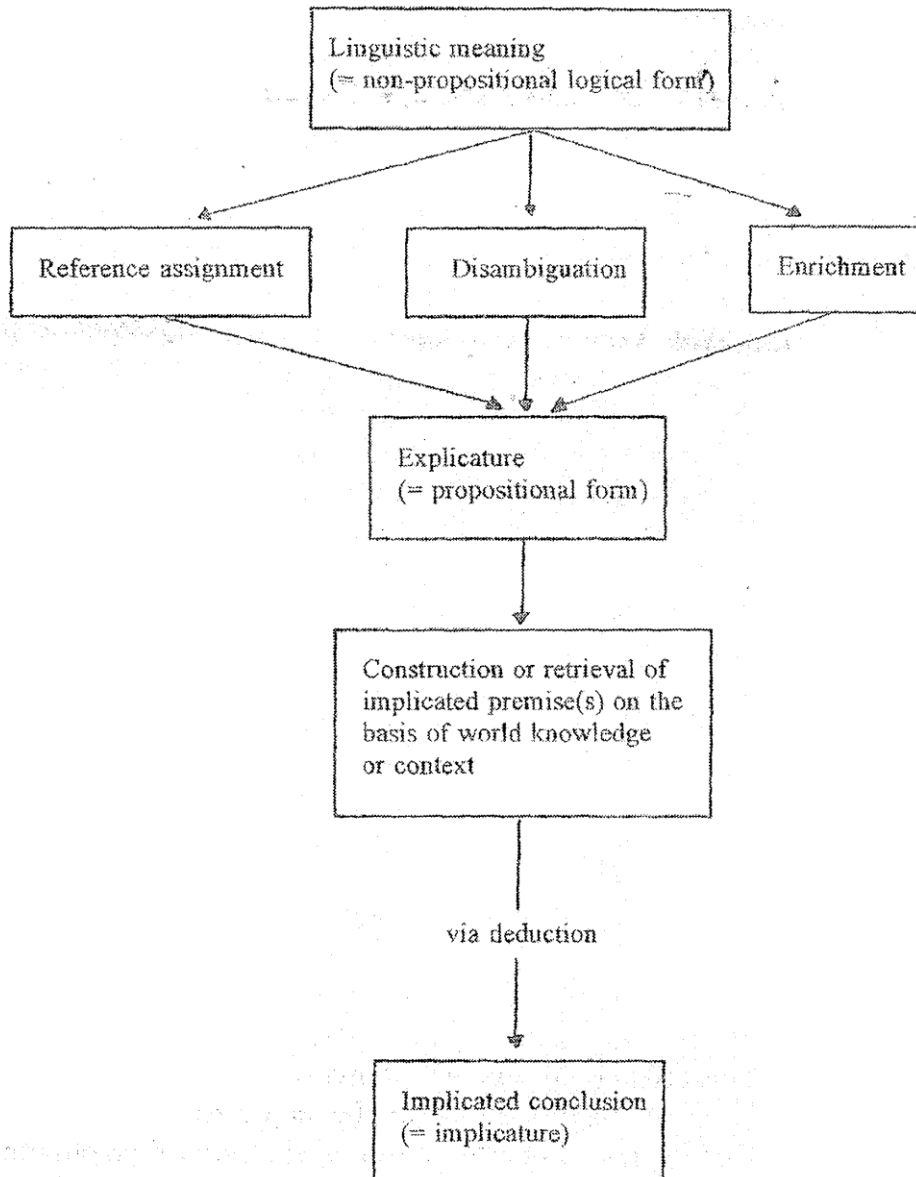 Linguistic meaning
(= non-propositional logical form)
Reference assignment
Disambiguation
Enrichment
Explicature
(= propositional form)
Construction or retrieval of
implicated premise(s) on the
basis of world knowledge
or context
via deduction
Implicated conclusion
(= implicature)